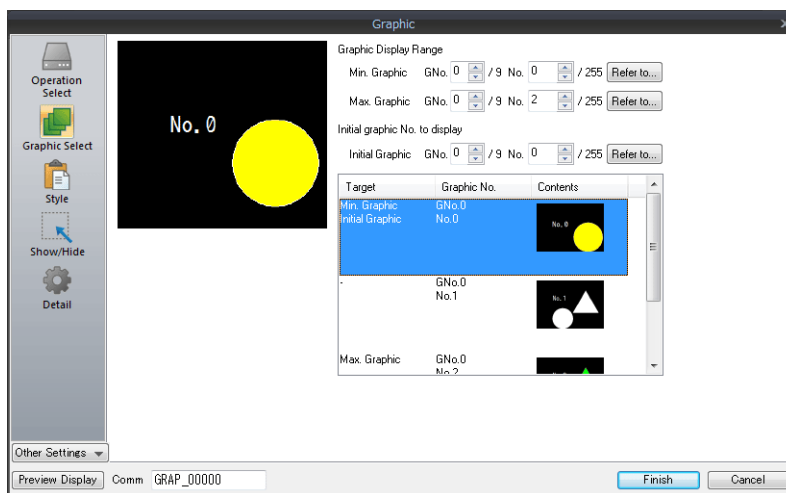 Graphic
Operation
Select
Graphic Select
Style
Show/Hide
Detail
Other Settings
No. 0
Graphic Display Range
Min. Graphic GNo. 0 / 9 No. 0 / 255 Refer to...
Max. Graphic GNo. 0 / 9 No. 2 / 255 Refer to...
Initial graphic No. to display
Initial Graphic GNo. 0 / 9 No. 0 / 255 Refer to...
Target Graphic No. Contents
Min. Graphic GNo.0
Initial Graphic No.0
No. 0
- GNo.0
No.1
No. 1
Max. Graphic GNo.0
No.2
Preview Display Comm GRAP_00000 Finish Cancel